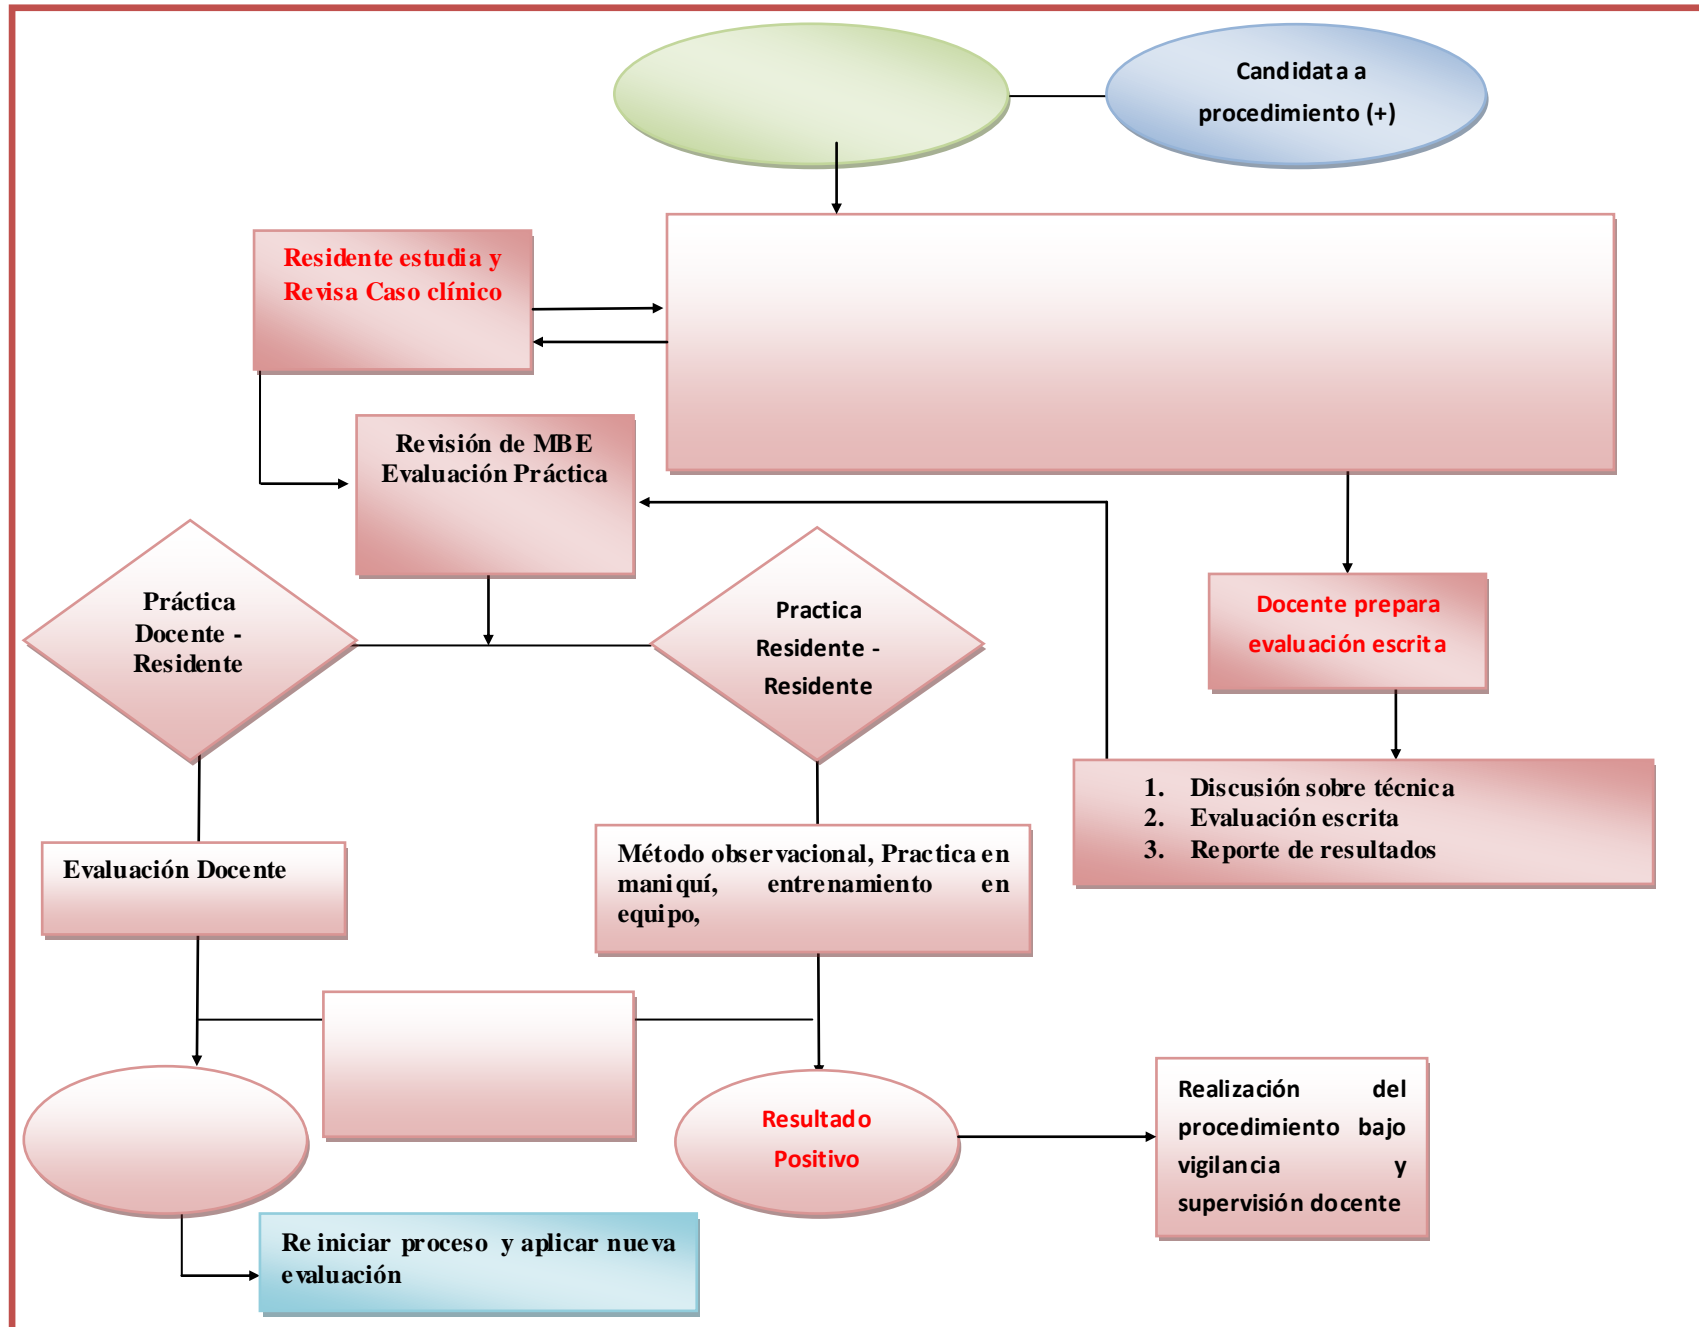 Candidata a
procedimiento (+)
Residente estudia y
Revisa Caso clínico
Revisión de MBE
Evaluación Práctica
Práctica
Docente -
Residente
Practica
Residente -
Residente
Docente prepara
evaluación escrita
1. Discusión sobre técnica
2. Evaluación escrita
3. Reporte de resultados
Evaluación Docente
Método observacional, Practica en
maniquí, entrenamiento en
equipo,
Resultado
Positivo
Realización del
procedimiento bajo
vigilancia y
supervisión docente
Re iniciar proceso y aplicar nueva
evaluación